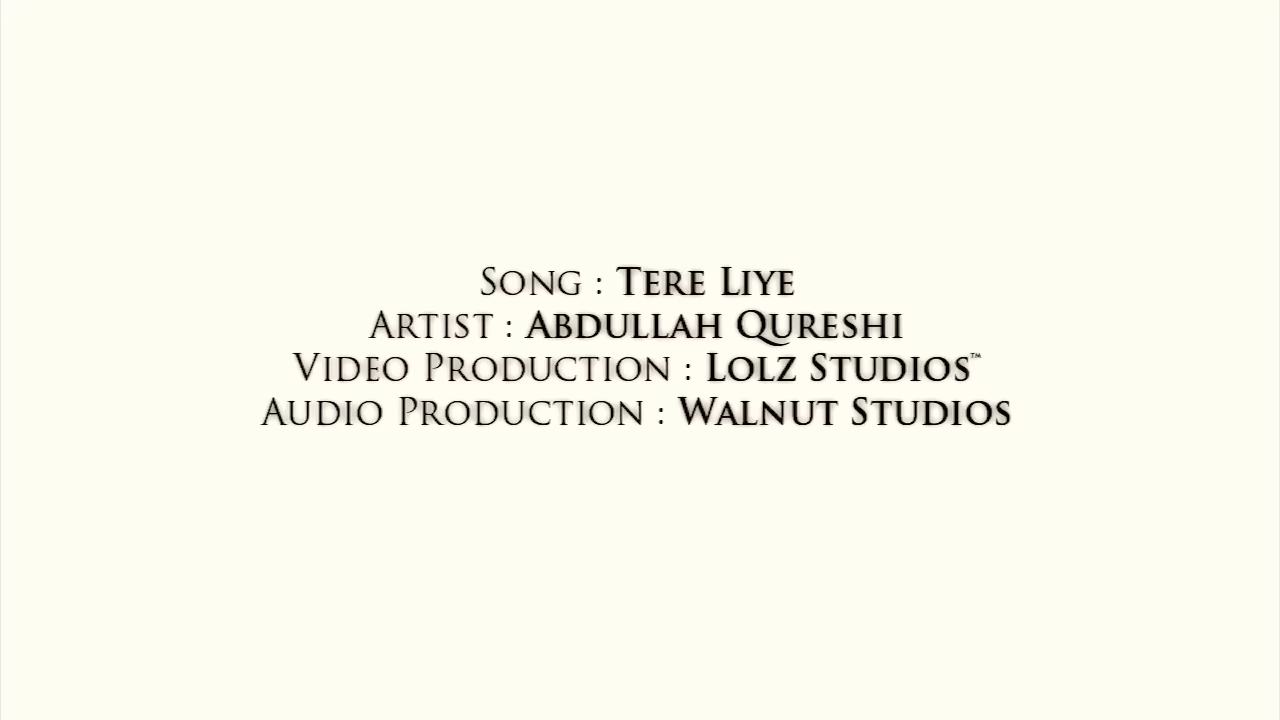 Song : Tere Liye
Artist : Abdullah Qureshi
Video Production : Lolz Studios™
Audio Production : Walnut Studios